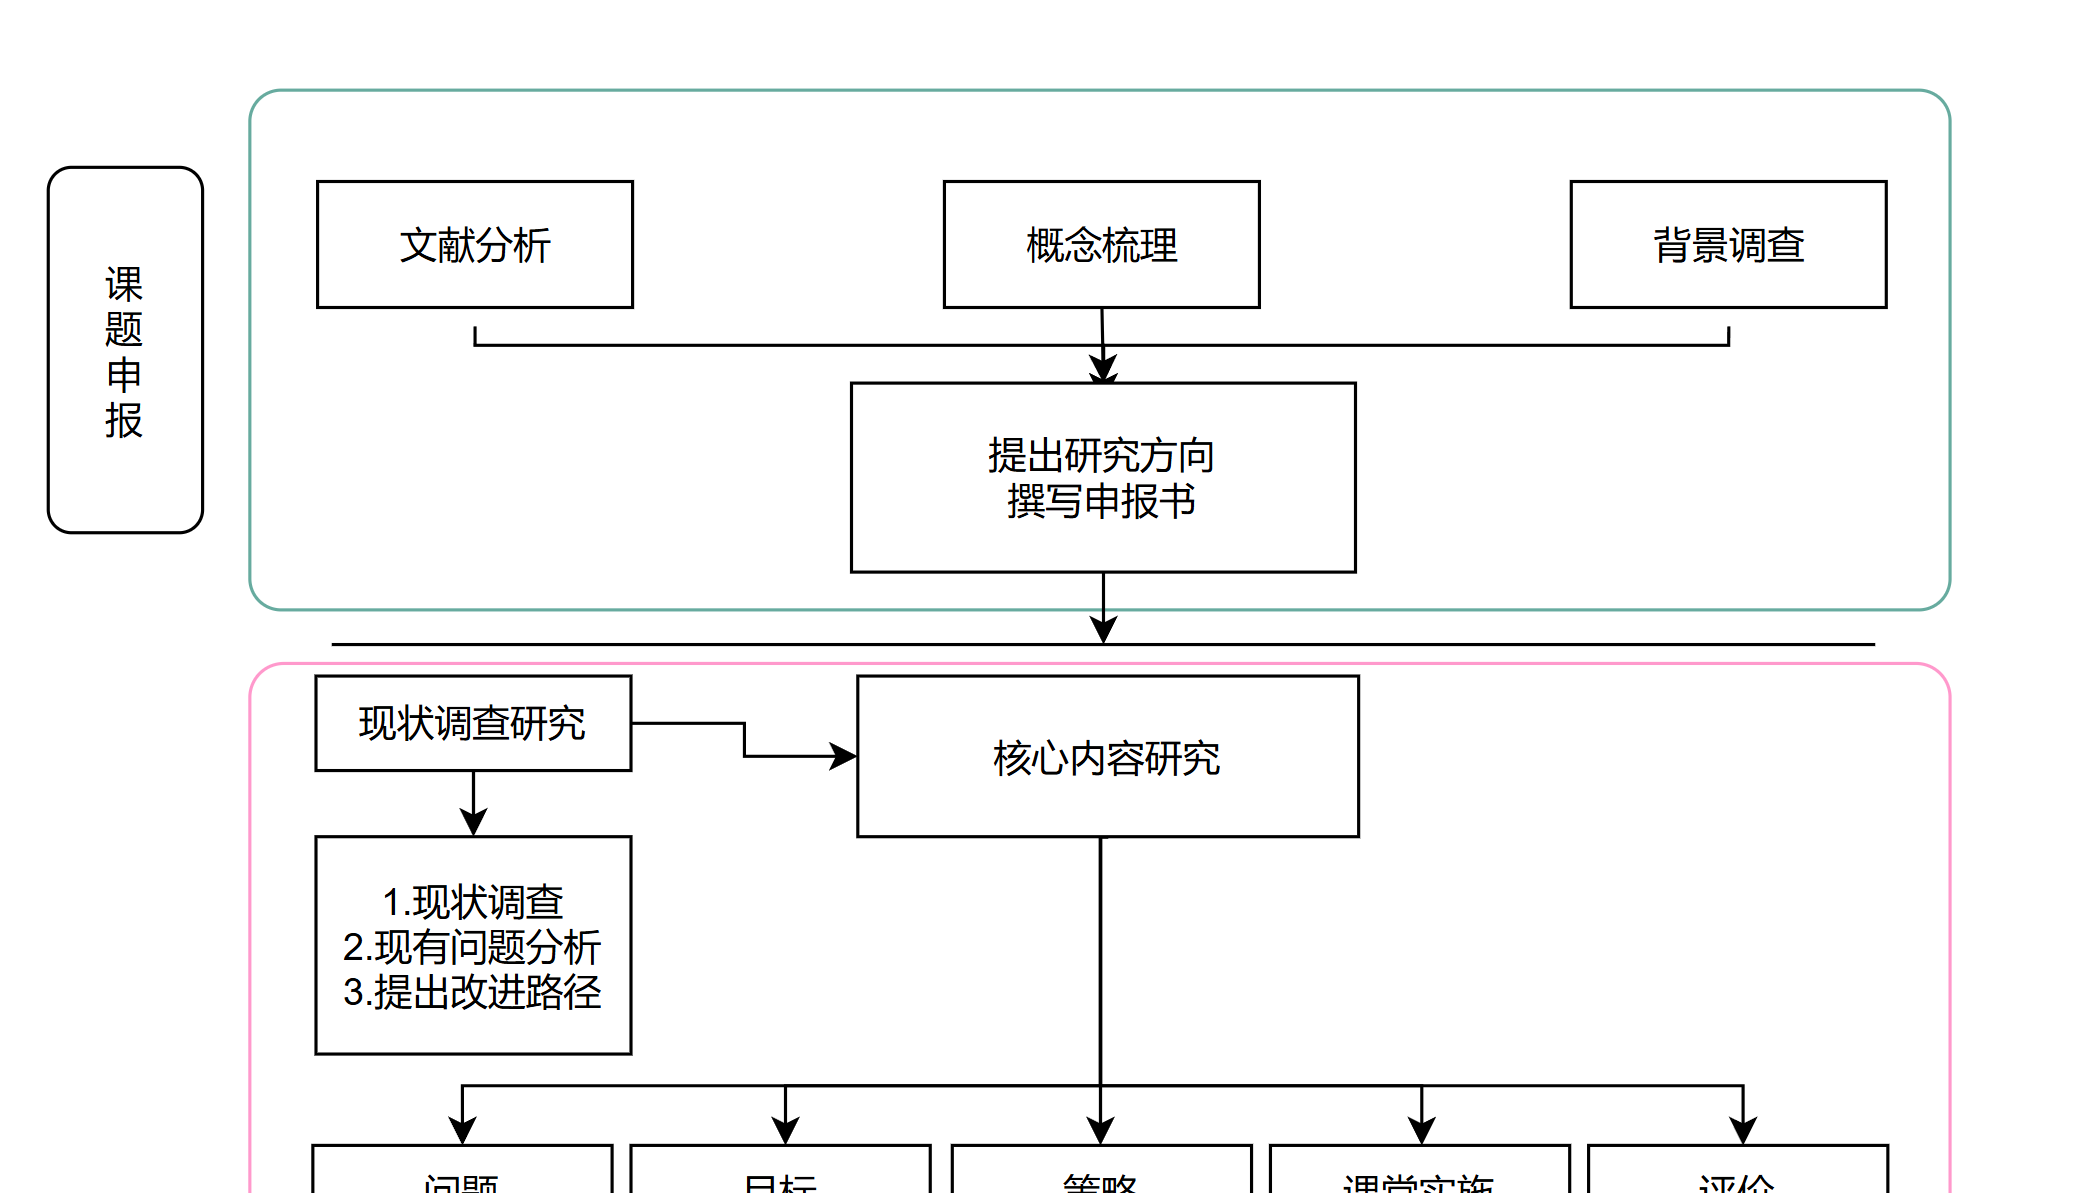 课
题
申
报
文献分析
概念梳理
背景调查
提出研究方向
撰写申报书
现状调查研究
核心内容研究
1.现状调查
2.现有问题分析
3.提出改进路径
问题
目标
策略
课堂实施
评价